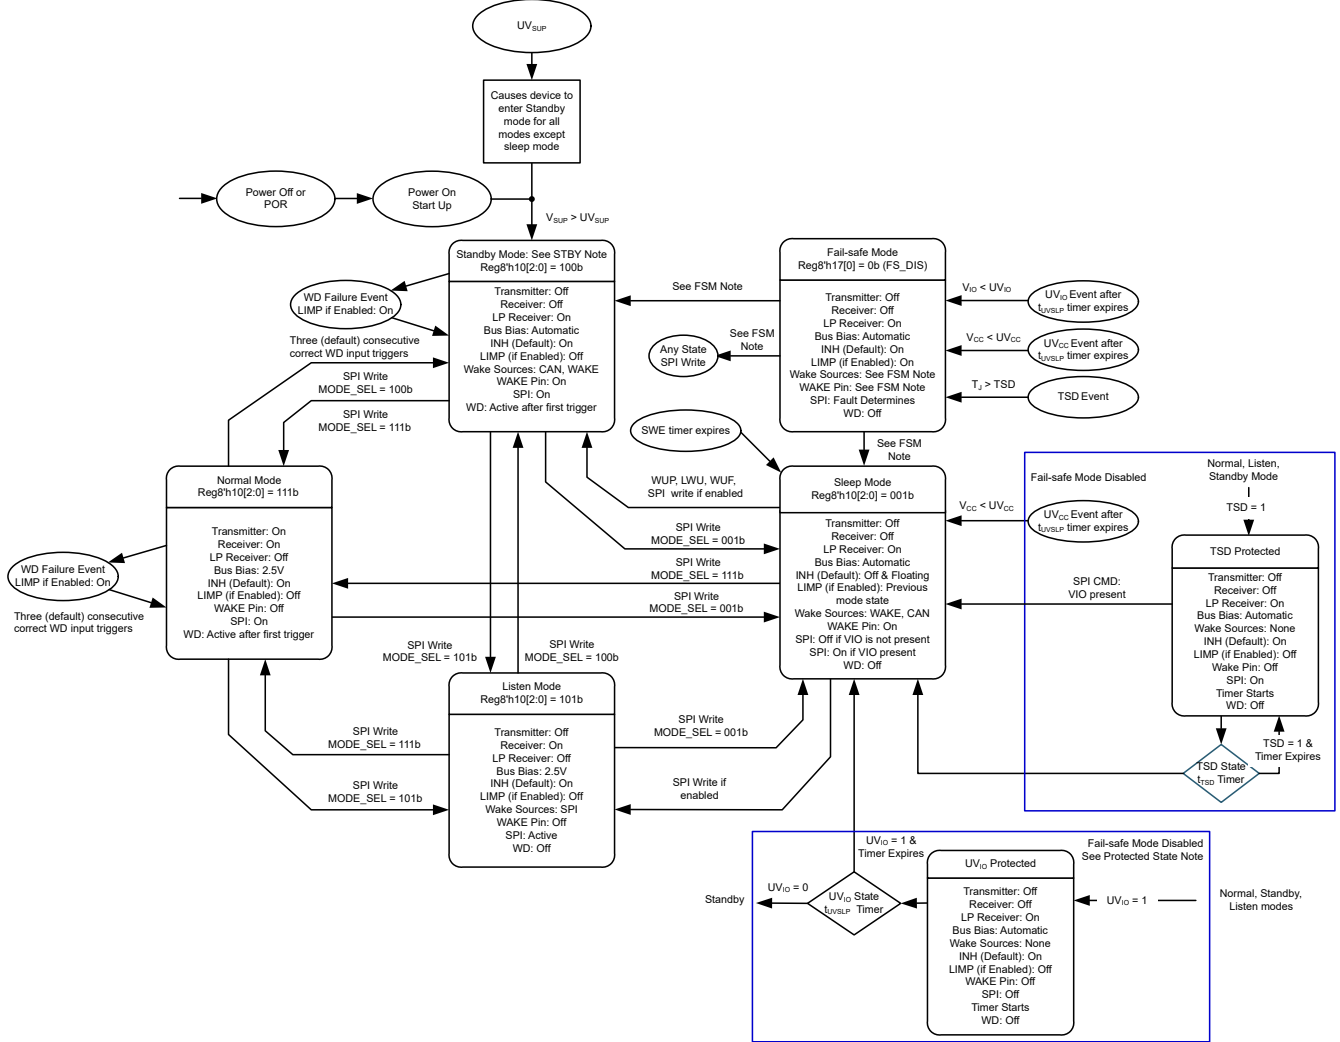 UVSUP
Causes device to
enter Standby
mode for all
modes except
sleep mode
Power Off or
POR
Power On
Start Up
VSUP > UVSUP
Standby Mode: See STBY Note
Reg8'h10[2:0] = 100b
Transmitter: Off
Receiver: Off
LP Receiver: On
Bus Bias: Automatic
INH (Default): On
LIMP (if Enabled): Off
Wake Sources: CAN, WAKE
WAKE Pin: On
SPI: On
WD: Active after first trigger
WD Failure Event
LIMP if Enabled: On
Three (default) consecutive
correct WD input triggers
SPI Write
MODE_SEL = 100b
SPI Write
MODE_SEL = 111b
See FSM Note
Fail-safe Mode
Reg8'h17[0] = 0b (FS_DIS)
Transmitter: Off
Receiver: Off
LP Receiver: On
Bus Bias: Automatic
INH (Default): On
LIMP (if Enabled): On
Wake Sources: See FSM Note
WAKE Pin: See FSM Note
SPI: Fault Determines
WD: Off
See FSM
Note
Any State
SPI Write
VIO < UVIO
UVIO Event after
tUVSLP timer expires
VCC < UVCC
UVCC Event after
tUVSLP timer expires
TJ > TSD
TSD Event
SWE timer expires
See FSM
Note
Normal Mode
Reg8'h10[2:0] = 111b
Transmitter: On
Receiver: On
LP Receiver: Off
Bus Bias: 2.5V
INH (Default): On
LIMP (if Enabled): Off
WAKE Pin: Off
SPI: On
WD: Active after first trigger
WD Failure Event
LIMP if Enabled: On
Three (default) consecutive
correct WD input triggers
WUP, LWU, WUF,
SPI write if enabled
SPI Write
MODE_SEL = 001b
SPI Write
MODE_SEL = 111b
SPI Write
MODE_SEL = 001b
Sleep Mode
Reg8'h10[2:0] = 001b
Transmitter: Off
Receiver: Off
LP Receiver: On
Bus Bias: Automatic
INH (Default): Off & Floating
LIMP (if Enabled): Previous
mode state
Wake Sources: WAKE, CAN
WAKE Pin: On
SPI: Off if VIO is not present
SPI: On if VIO present
WD: Off
Fail-safe Mode Disabled
Normal, Listen,
Standby Mode
TSD = 1
VCC < UVCC
UVCC Event after
tUVSLP timer expires
SPI CMD:
VIO present
TSD Protected
Transmitter: Off
Receiver: Off
LP Receiver: On
Bus Bias: Automatic
Wake Sources: None
INH (Default): On
LIMP (if Enabled): Off
Wake Pin: Off
SPI: On
Timer Starts
WD: Off
TSD = 1 &
Timer Expires
TSD State
tTSD Timer
SPI Write
MODE_SEL = 101b
SPI Write
MODE_SEL = 100b
Listen Mode
Reg8'h10[2:0] = 101b
Transmitter: Off
Receiver: On
LP Receiver: Off
Bus Bias: 2.5V
INH (Default): On
LIMP (if Enabled): Off
Wake Sources: SPI
WAKE Pin: Off
SPI: Active
WD: Off
SPI Write
MODE_SEL = 111b
SPI Write
MODE_SEL = 101b
SPI Write
MODE_SEL = 001b
SPI Write if
enabled
UVIO = 1 &
Timer Expires
Fail-safe Mode Disabled
See Protected State Note
Standby
UVIO = 0
UVIO State
tUVSLP Timer
UVIO Protected
Transmitter: Off
Receiver: Off
LP Receiver: On
Bus Bias: Automatic
Wake Sources: None
INH (Default): On
LIMP (if Enabled): Off
WAKE Pin: Off
SPI: Off
Timer Starts
WD: Off
UVIO = 1
Normal, Standby,
Listen modes